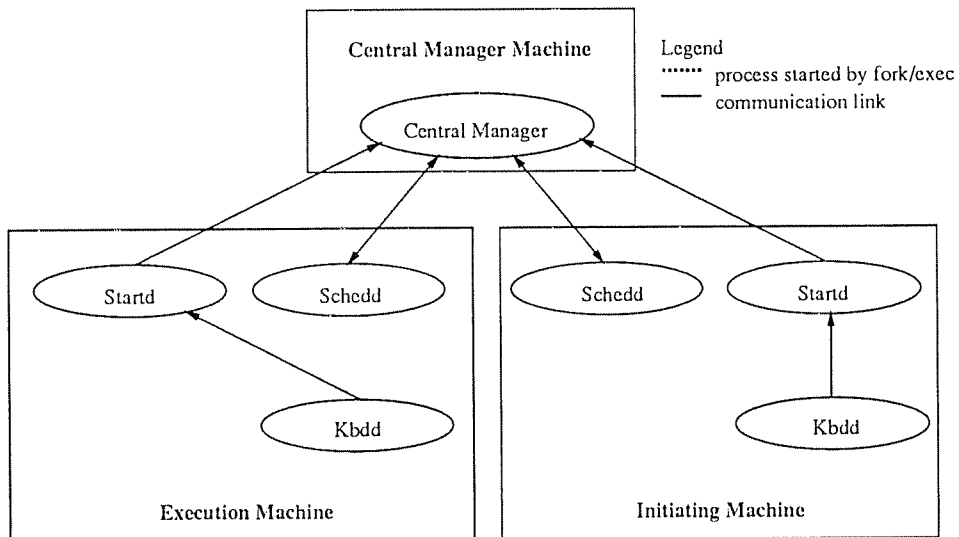 Central Manager Machine
Central Manager
Legend
process started by fork/exec
communication link
Startd
Schedd
Kbdd
Execution Machine
Schedd
Startd
Kbdd
Initiating Machine